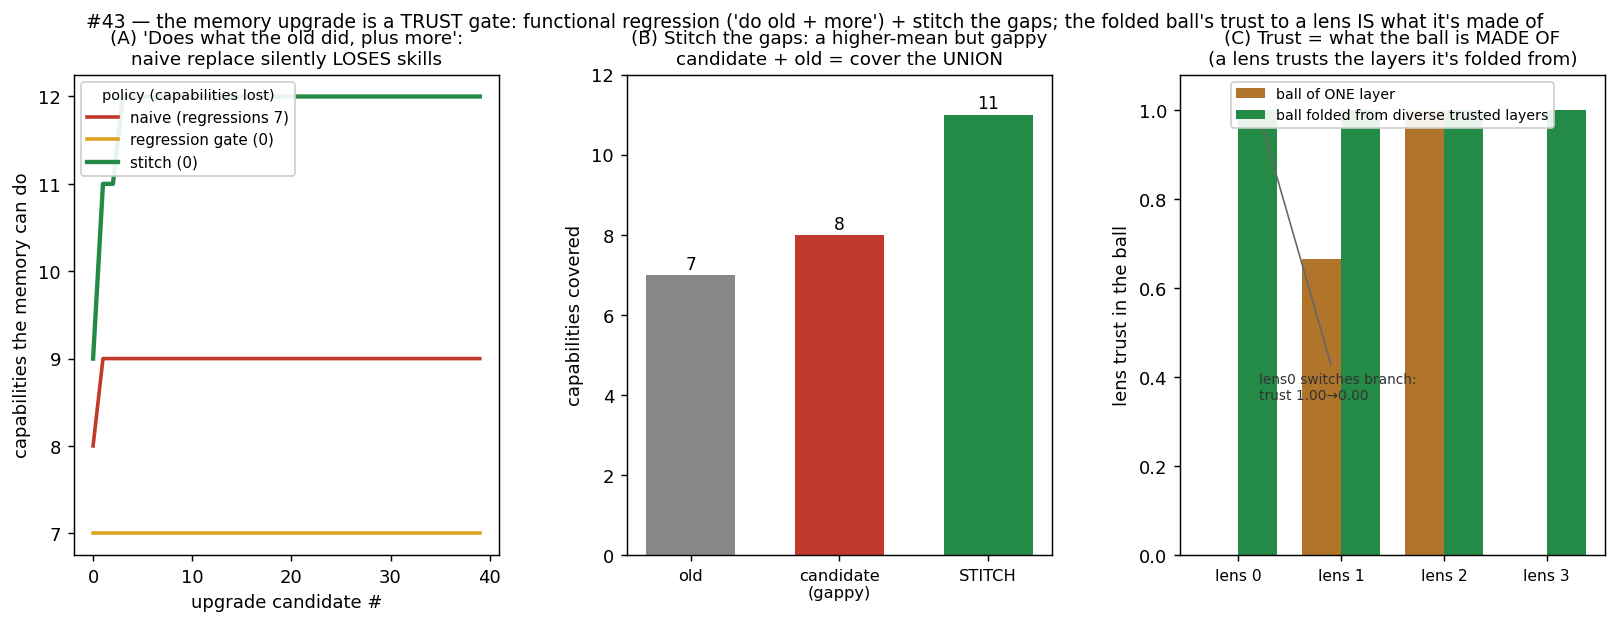 #43 — the memory upgrade is a TRUST gate: functional regression ('do old + more') + stitch the gaps; the folded ball's trust to a lens IS what it's made of
(A) 'Does what the old did, plus more':
naive replace silently LOSES skills
policy (capabilities lost)
naive (regressions 7)
regression gate (0)
stitch (0)
capabilities the memory can do
12
11
10
9
8
7
0
10
20
30
40
upgrade candidate #
(B) Stitch the gaps: a higher-mean but gappy
candidate + old = cover the UNION
capabilities covered
12
10
8
6
4
2
0
7
8
11
old
candidate
(gappy)
STITCH
(C) Trust = what the ball is MADE OF
(a lens trusts the layers it's folded from)
ball of ONE layer
ball folded from diverse trusted layers
lens trust in the ball
1.0
0.8
0.6
0.4
0.2
0.0
lens0 switches branch:
trust 1.00→0.00
lens 0
lens 1
lens 2
lens 3